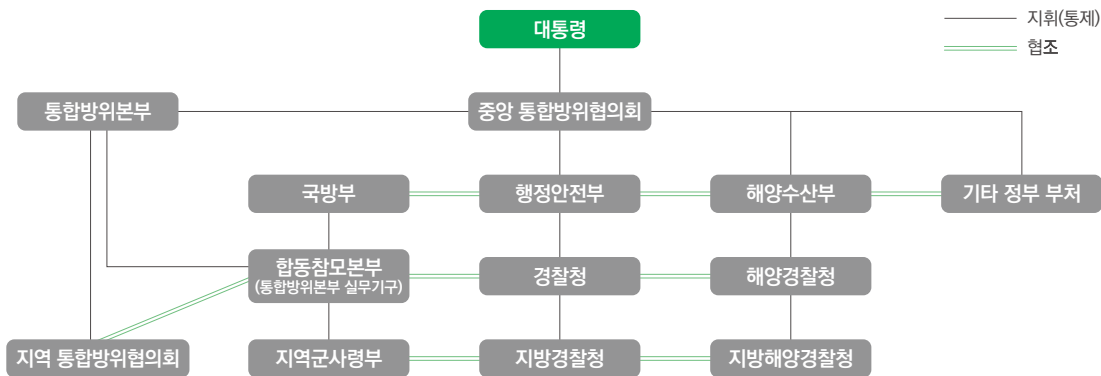 대통령
지휘(통제)
협조
통합방위본부
중앙 통합방위협의회
국방부
행정안전부
해양수산부
기타 정부 부처
합동참모본부
(통합방위본부 실무기구)
경찰청
해양경찰청
지역 통합방위협의회
지역군사령부
지방경찰청
지방해양경찰청